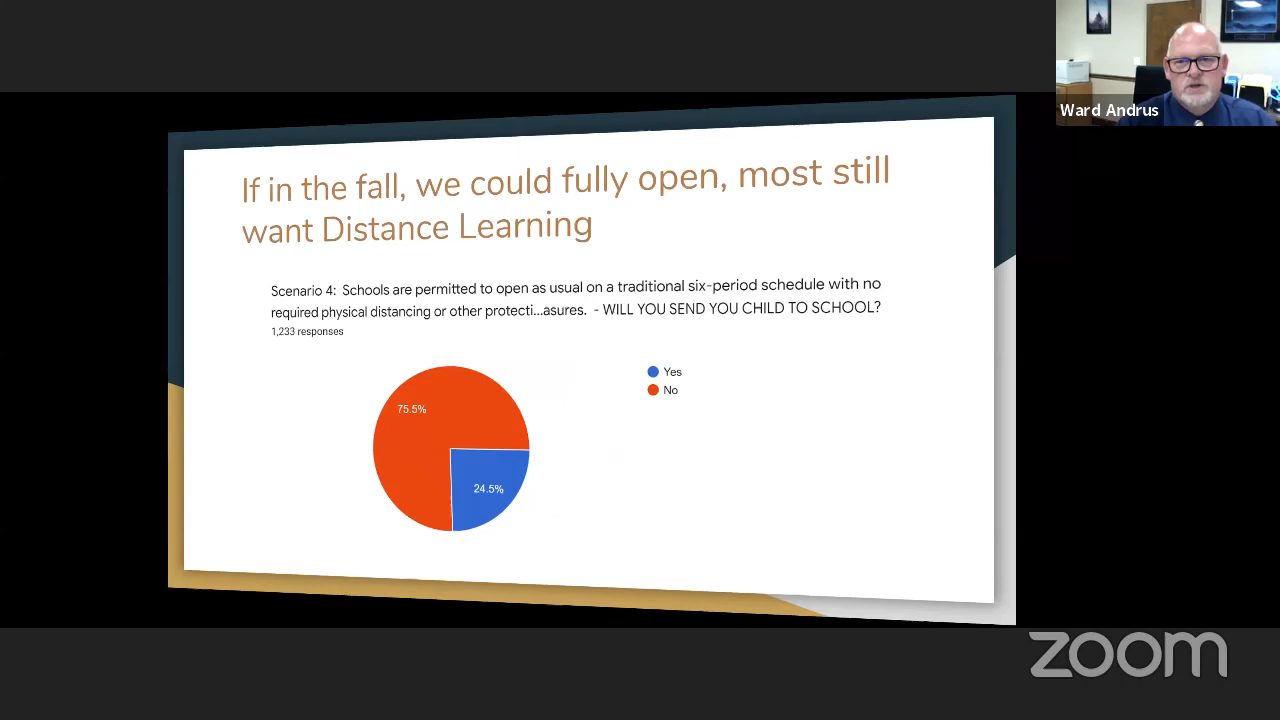 Ward Andrus
If in the fall, we could fully open, most still
want Distance Learning
Scenario 4: Schools are permitted to open as usual on a traditional six-period schedule with no
required physical distancing or other protecti...asures. - WILL YOU SEND YOU CHILD TO SCHOOL?
1,233 responses
Yes
No
75.5%
24.5%
zoom